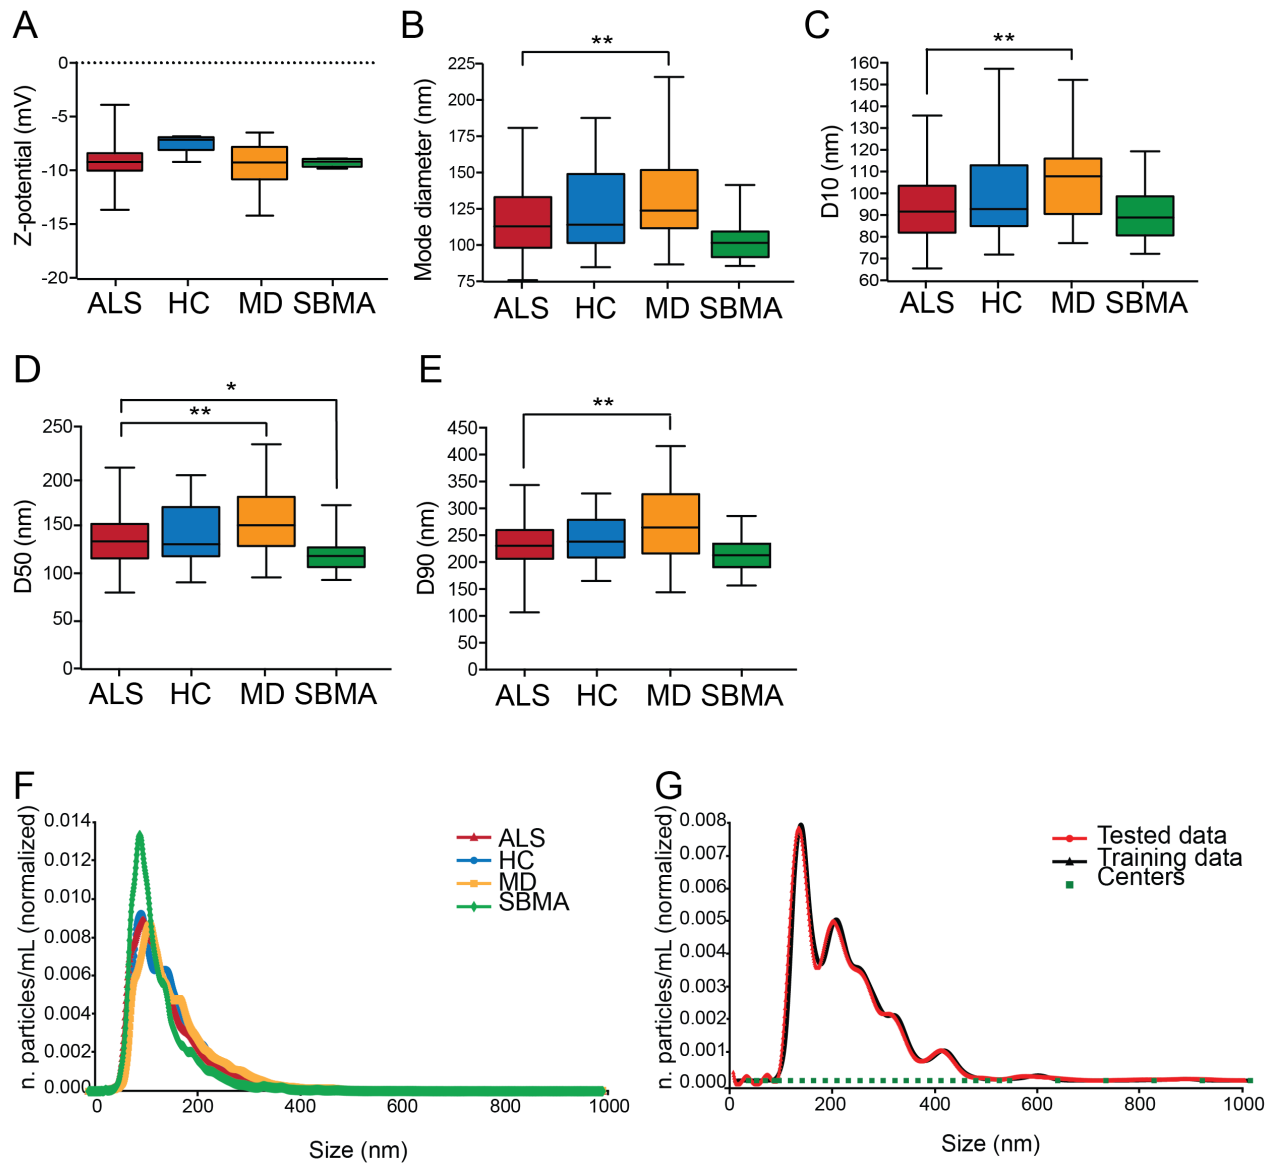 A
Z-potential (mV)
0
-5
-10
-15
-20
ALS HC MD SBMA
B
**
Mode diameter (nm)
225
200
175
150
125
100
75
ALS HC MD SBMA
C
**
D10 (nm)
160
150
140
130
120
110
100
90
80
70
60
ALS HC MD SBMA
D
*
**
D50 (nm)
250
200
150
100
50
0
ALS HC MD SBMA
E
**
D90 (nm)
450
400
350
300
250
200
150
100
50
0
ALS HC MD SBMA
F
n. particles/mL (normalized)
0.014
0.012
0.010
0.008
0.006
0.004
0.002
0.000
0 200 400 600 800 1000
Size (nm)
ALS
HC
MD
SBMA
G
n. particles/mL (normalized)
0.008
0.007
0.006
0.005
0.004
0.003
0.002
0.001
0.000
0 200 400 600 800 1000
Size (nm)
Tested data
Training data
Centers